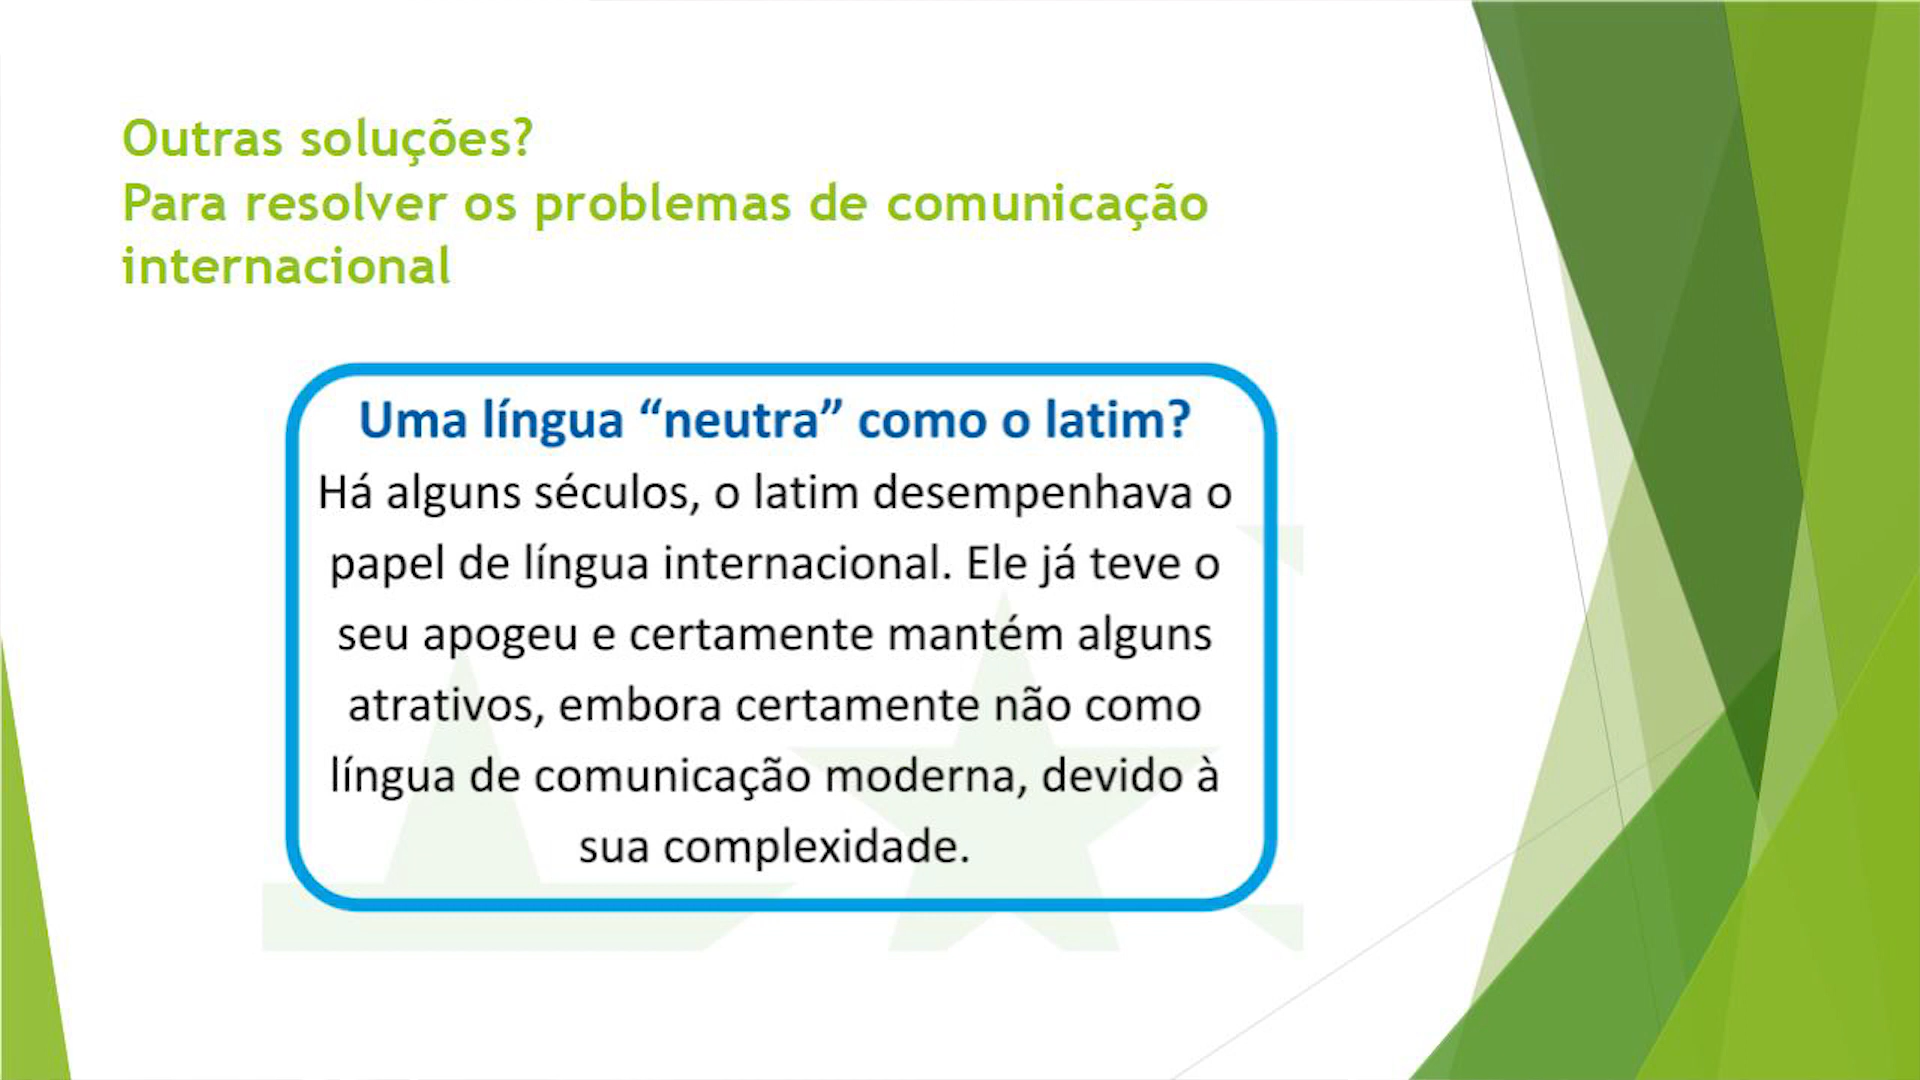 Outras soluções?
Para resolver os problemas de comunicação
internacional
Uma língua “neutra” como o latim?
Há alguns séculos, o latim desempenhava o
papel de língua internacional. Ele já teve o
seu apogeu e certamente mantém alguns
atrativos, embora certamente não como
língua de comunicação moderna, devido à
sua complexidade.